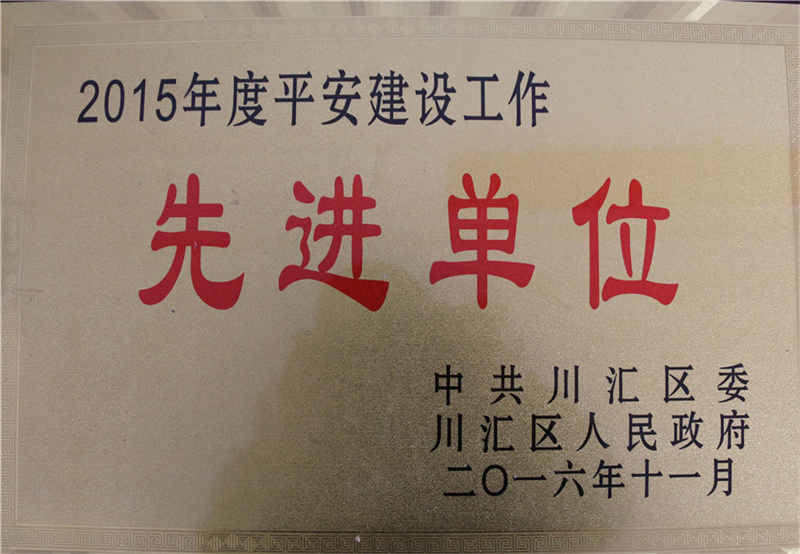 2015年度平安建设工作
先进单位
中共川汇区委
川汇区人民政府
二〇一六年十一月